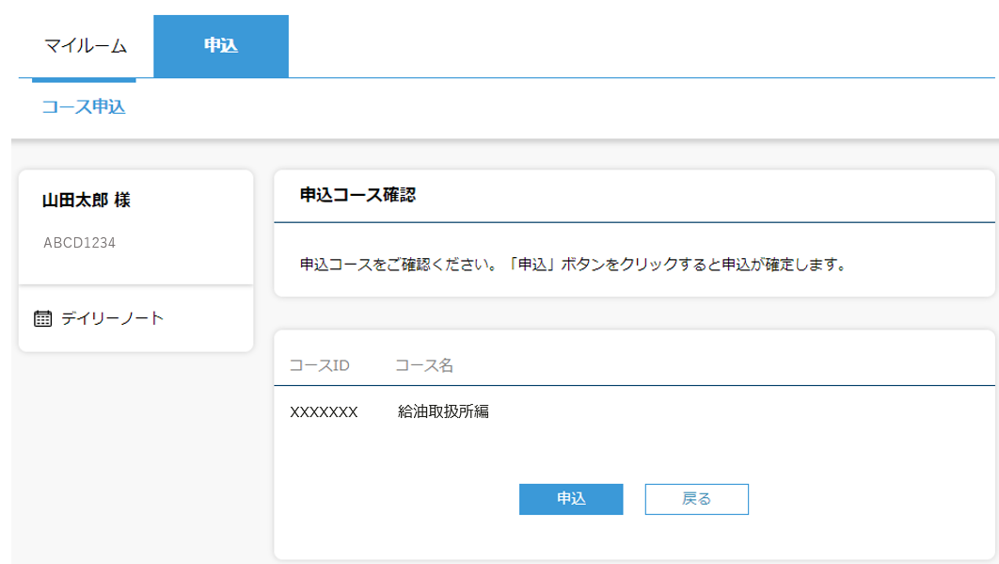 マイルーム 申込
コース申込
山田太郎 様
ABCD1234
デイリーノート
申込コース確認
申込コースをご確認ください。「申込」ボタンをクリックすると申込が確定します。
コースID コース名
XXXXXXX 給油取扱所編
申込 戻る